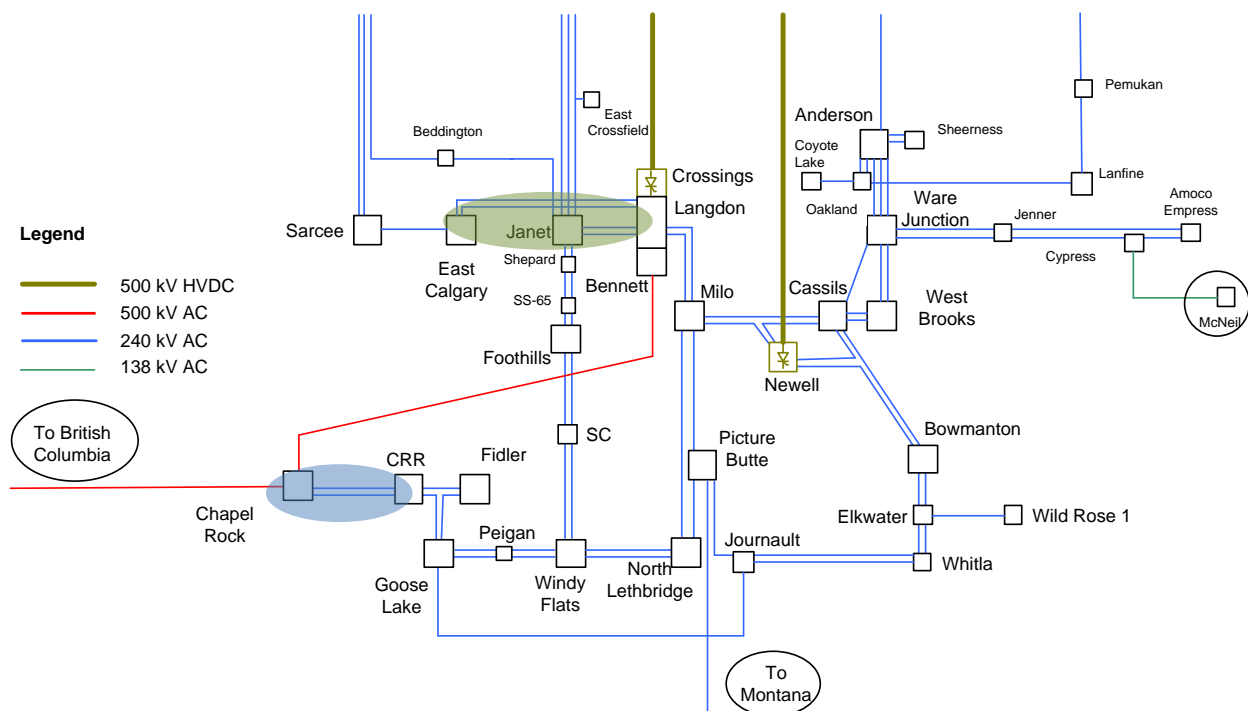 East
Crossfield
Pemukan
Beddington
Anderson
Sheerness
Coyote
Lake
Crossings
Lanfine
Amoco
Empress
Oakland
Ware
Junction
Langdon
Jenner
Legend
Sarcee
Janet
East
Calgary
Shepard
Cypress
500 kV HVDC
500 kV AC
240 kV AC
138 kV AC
SS-65
Bennett
Milo
Cassils
West
Brooks
McNeil
Foothills
Newell
To British
Columbia
SC
Picture
Butte
Bowmanton
CRR
Fidler
Chapel
Rock
Elkwater
Wild Rose 1
Peigan
Journault
Goose
Lake
Windy
Flats
North
Lethbridge
Whitla
To
Montana